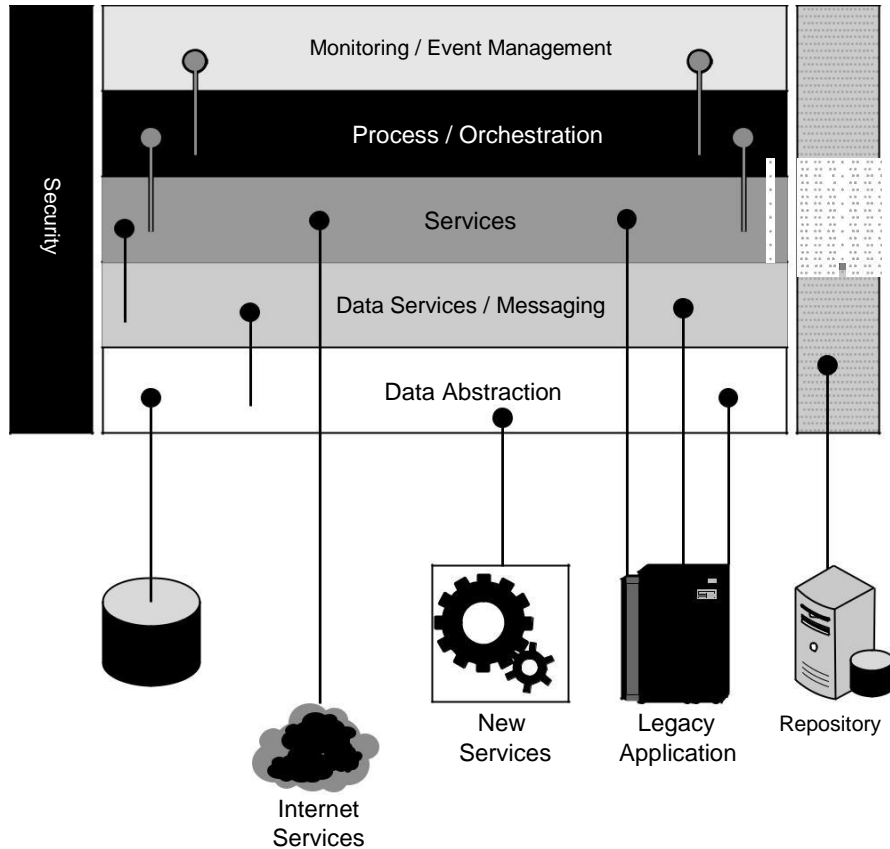 Monitoring / Event Management
Process / Orchestration
Security
Services
Data Services / Messaging
Data Abstraction
New
Services
Legacy
Application
Repository
Internet
Services